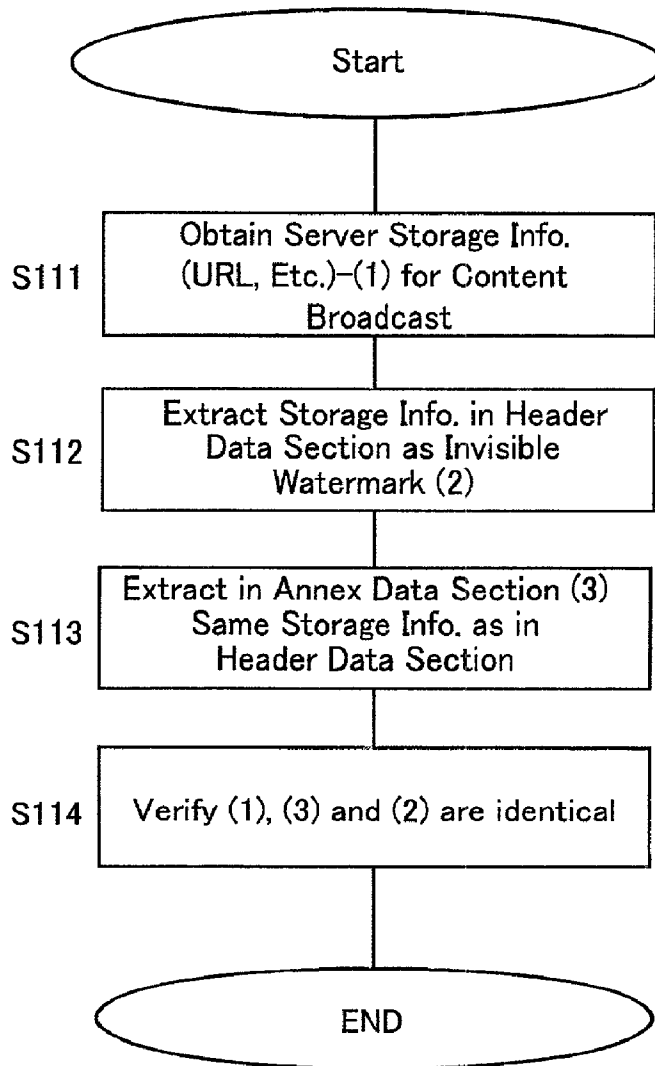 Start
S111
Obtain Server Storage Info.
(URL, Etc.)-(1) for Content
Broadcast
S112
Extract Storage Info. in Header
Data Section as Invisible
Watermark (2)
S113
Extract in Annex Data Section (3)
Same Storage Info. as in
Header Data Section
S114
Verify (1), (3) and (2) are identical
END